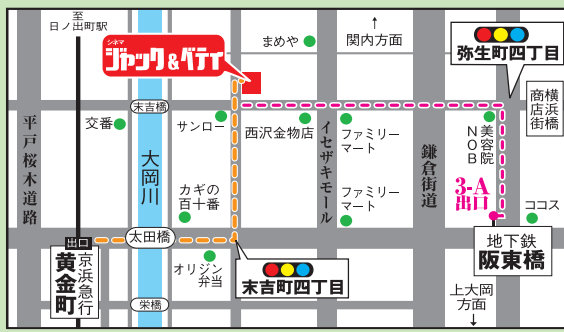 至
日ノ出町駅
シネマ
ジャック&ベティ
まめや
↑
関内方面
弥生町四丁目
末吉橋
交番
サンロー
西沢金物店
ファミリー
マート
美容院
NOB
横浜橋
商店街
平戸桜木道路
大岡川
イセザキモール
鎌倉街道
カギの
百十番
ファミリー
マート
3-A
出口
ココス
出口
太田橋
京浜急行
黄金町
オリジン
弁当
末吉町四丁目
地下鉄
阪東橋
栄橋
上大岡
方面
↓